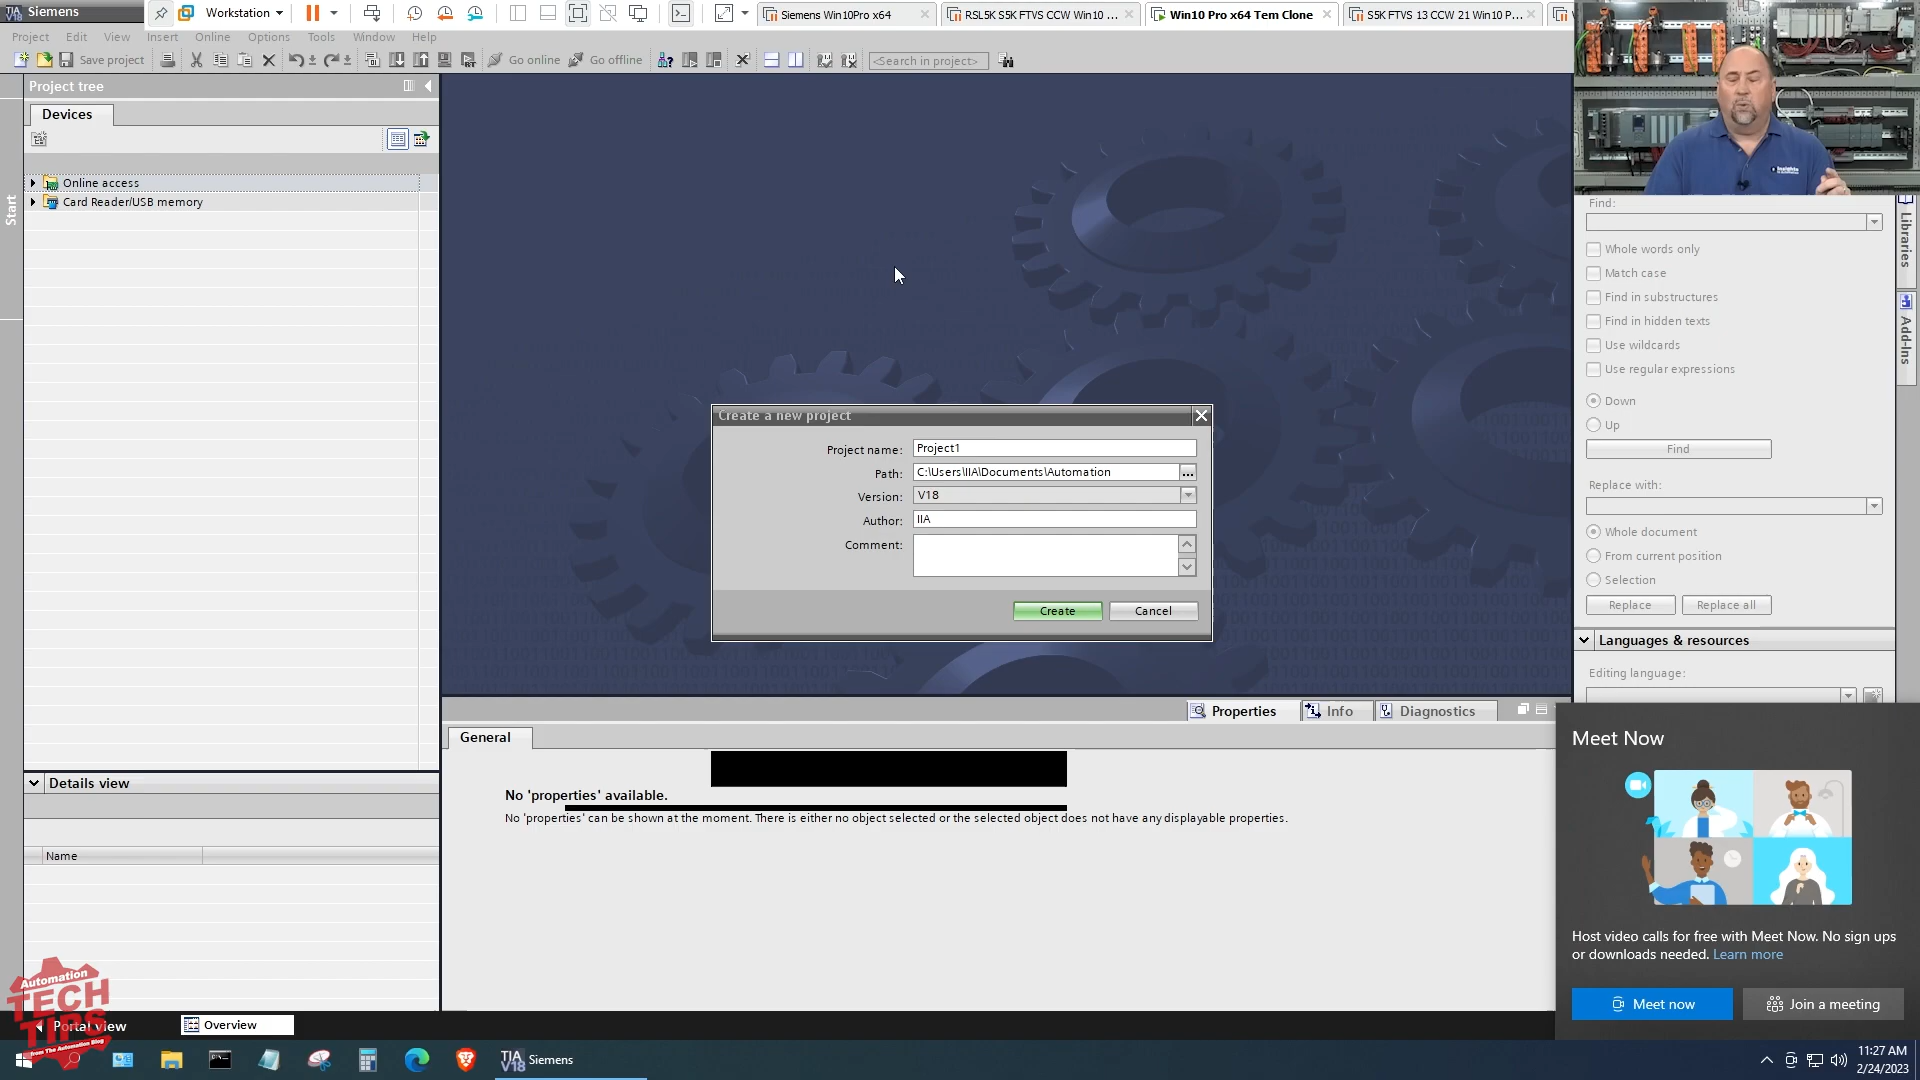 TIA
V18
Siemens
Workstation
Siemens Win10Pro x64
RSL5K S5K FTVS CCW Win10 ...
Win10 Pro x64 Tem Clone
S5K FTVS 13 CCW 21 Win10 P...
Project Edit View Insert Online Options Tools Window Help
Save project
Go online
Go offline
<Search in project>
Project tree
Devices
Start
Online access
Card Reader/USB memory
Create a new project
Project name: Project1
Path: C:\Users\IIA\Documents\Automation
...
Version: V18
Author: IIA
Comment:
Create
Cancel
Find:
Whole words only
Match case
Find in substructures
Find in hidden texts
Use wildcards
Use regular expressions
Down
Up
Find
Replace with:
Whole document
From current position
Selection
Replace
Replace all
Languages & resources
Editing language:
Libraries
Add-Ins
Properties
Info
Diagnostics
General
No 'properties' available.
No 'properties' can be shown at the moment. There is either no object selected or the selected object does not have any displayable properties.
Details view
Name
Meet Now
Host video calls for free with Meet Now. No sign ups
or downloads needed. Learn more
Meet now
Join a meeting
Automation
TECH
TIPS
from The Automation Blog
Portal view
Overview
TIA
V18
Siemens
11:27 AM
2/24/2023